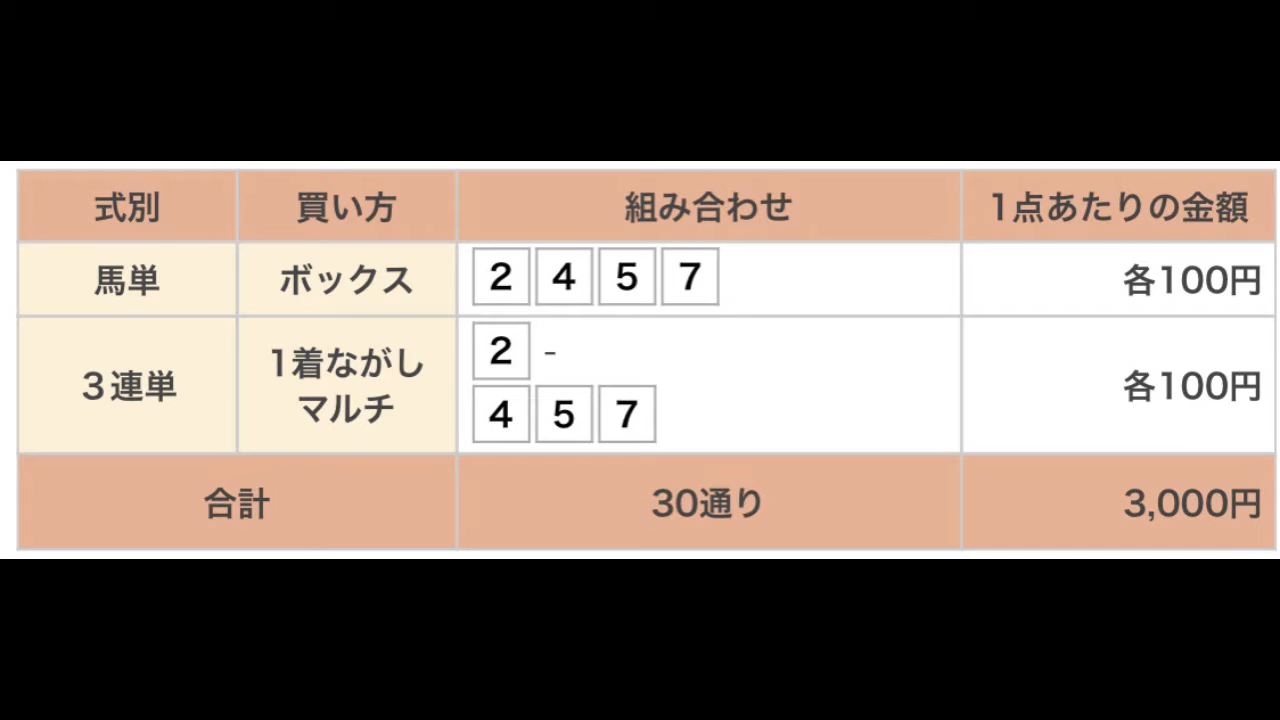 式別 買い方 組み合わせ 1点あたりの金額
馬単 ボックス 2 4 5 7 各100円
3連単 1着ながし マルチ 2 - 各100円
4 5 7
合計 30通り 3,000円